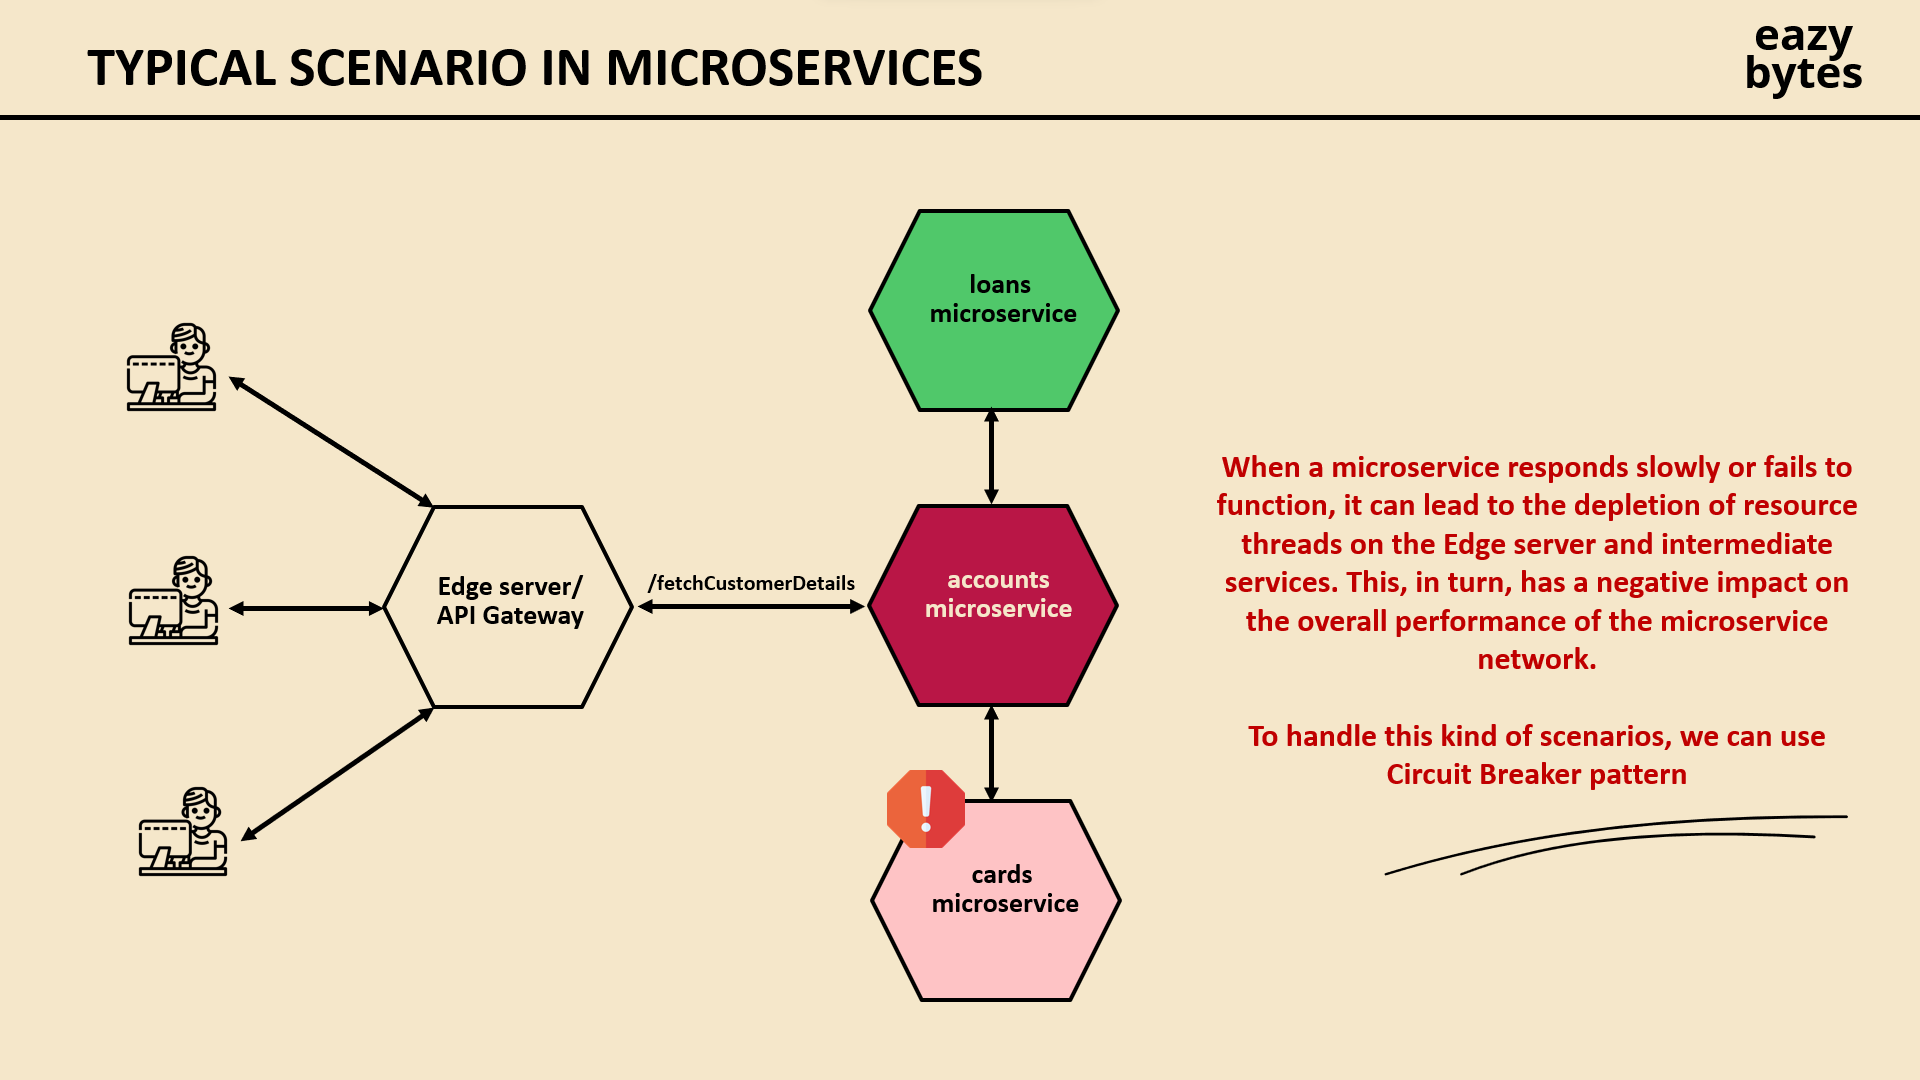 TYPICAL SCENARIO IN MICROSERVICES
eazy
bytes
loans
microservice
Edge server/
API Gateway
/fetchCustomerDetails
accounts
microservice
cards
microservice
When a microservice responds slowly or fails to
function, it can lead to the depletion of resource
threads on the Edge server and intermediate
services. This, in turn, has a negative impact on
the overall performance of the microservice
network.
To handle this kind of scenarios, we can use
Circuit Breaker pattern